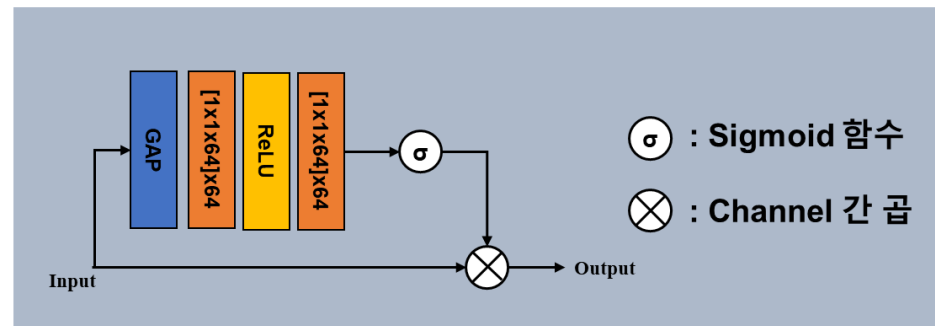 GAP
[1x1x64]x64
ReLU
[1x1x64]x64
σ
σ : Sigmoid 함수
: Channel 간 곱
Input
Output